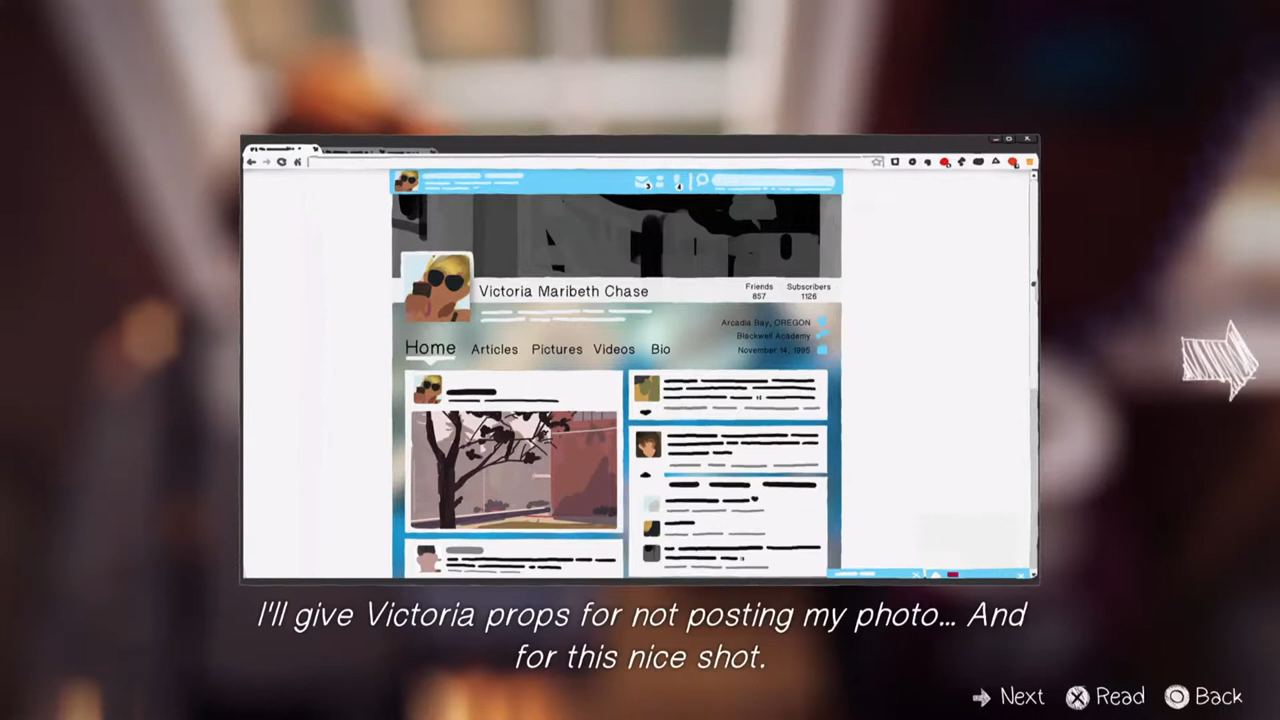 Victoria Maribeth Chase
Friends
857
Subscribers
1126
Arcadia Bay, OREGON
Blackwell Academy
November 14, 1995
Home Articles Pictures Videos Bio
I'll give Victoria props for not posting my photo... And
for this nice shot.
Next Read Back